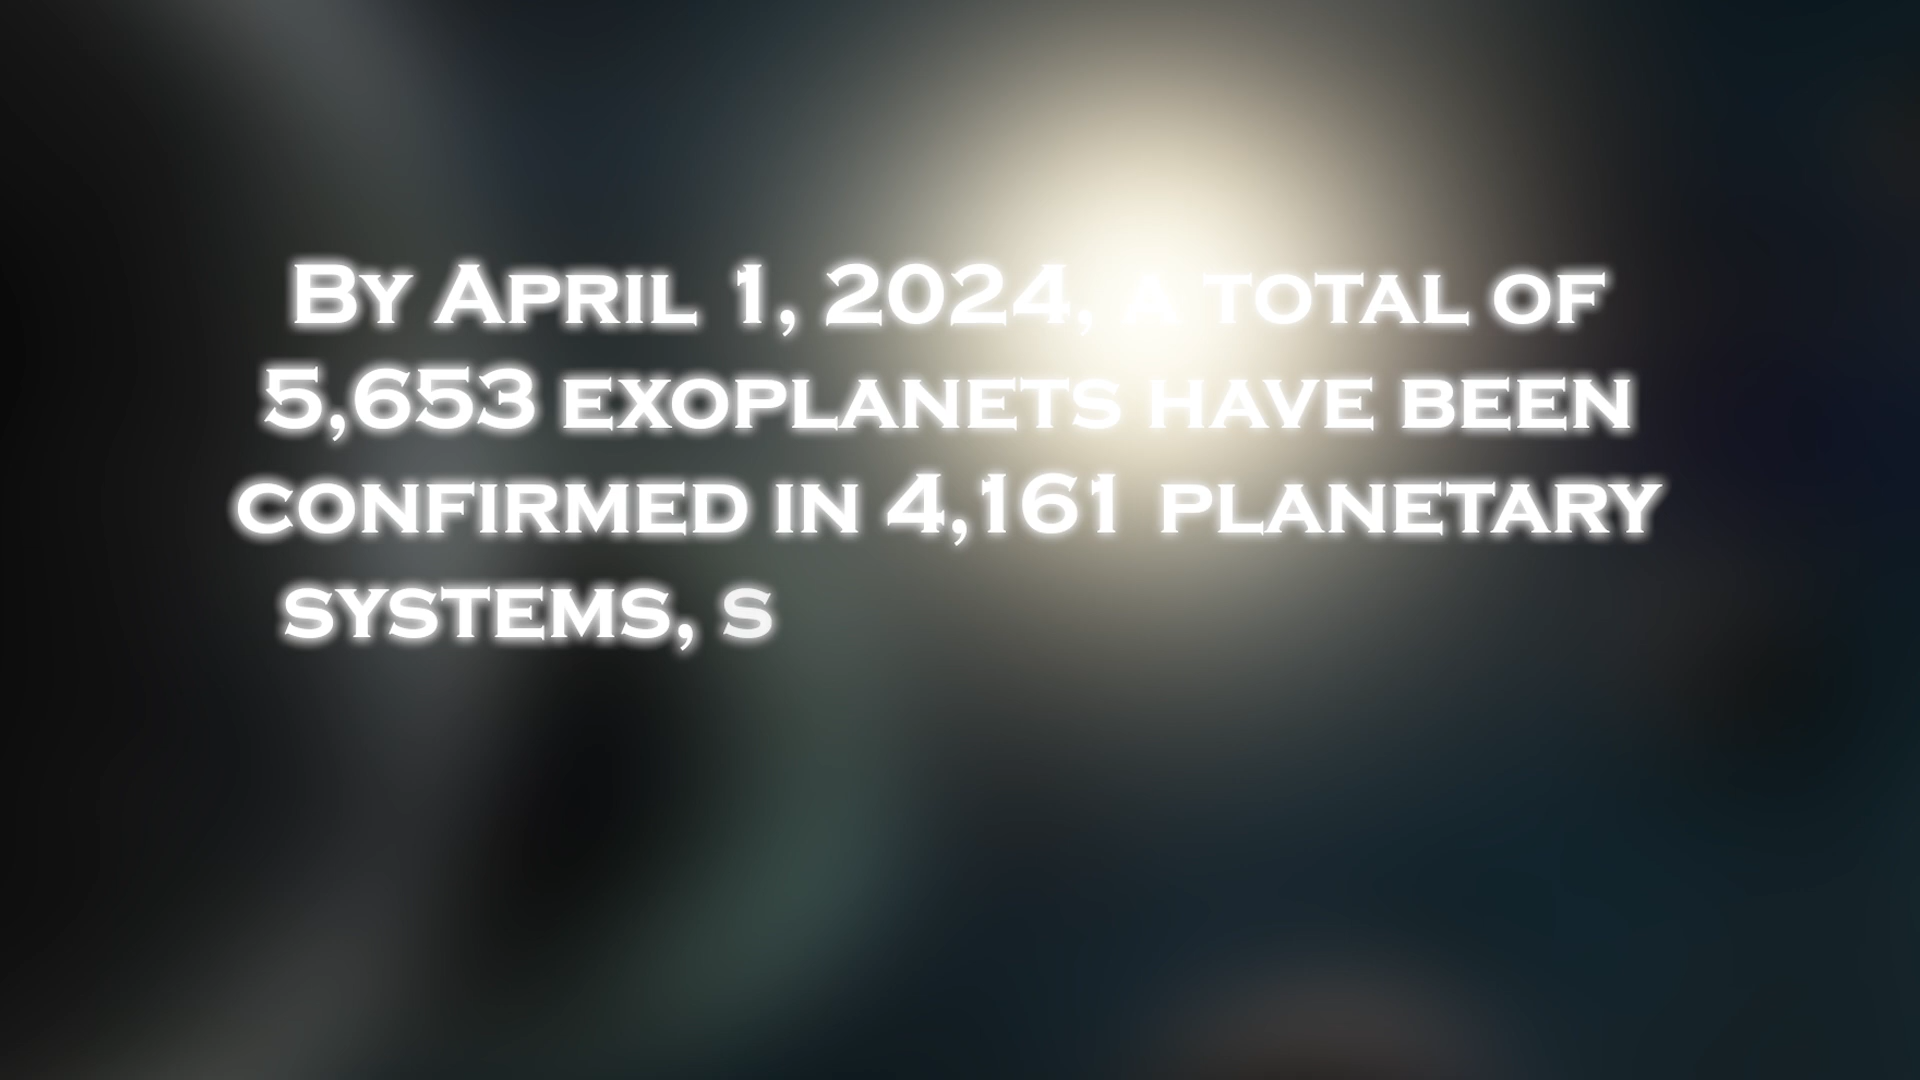 By April 1, 2024, a total of
5,653 exoplanets have been
confirmed in 4,161 planetary
systems, s